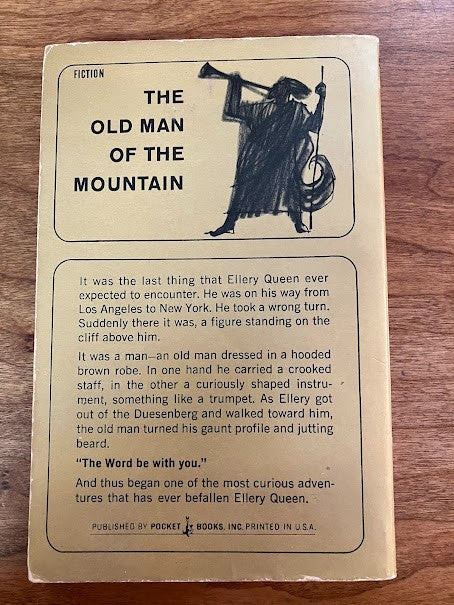 FICTION
THE
OLD MAN
OF THE
MOUNTAIN
It was the last thing that Ellery Queen ever
expected to encounter. He was on his way from
Los Angeles to New York. He took a wrong turn.
Suddenly there it was, a figure standing on the
cliff above him.
It was a man—an old man dressed in a hooded
brown robe. In one hand he carried a crooked
staff, in the other a curiously shaped instru-
ment, something like a trumpet. As Ellery got
out of the Duesenberg and walked toward him,
the old man turned his gaunt profile and jutting
beard.
"The Word be with you."
And thus began one of the most curious adven-
tures that has ever befallen Ellery Queen.
PUBLISHED BY POCKET BOOKS, INC. PRINTED IN U.S.A.